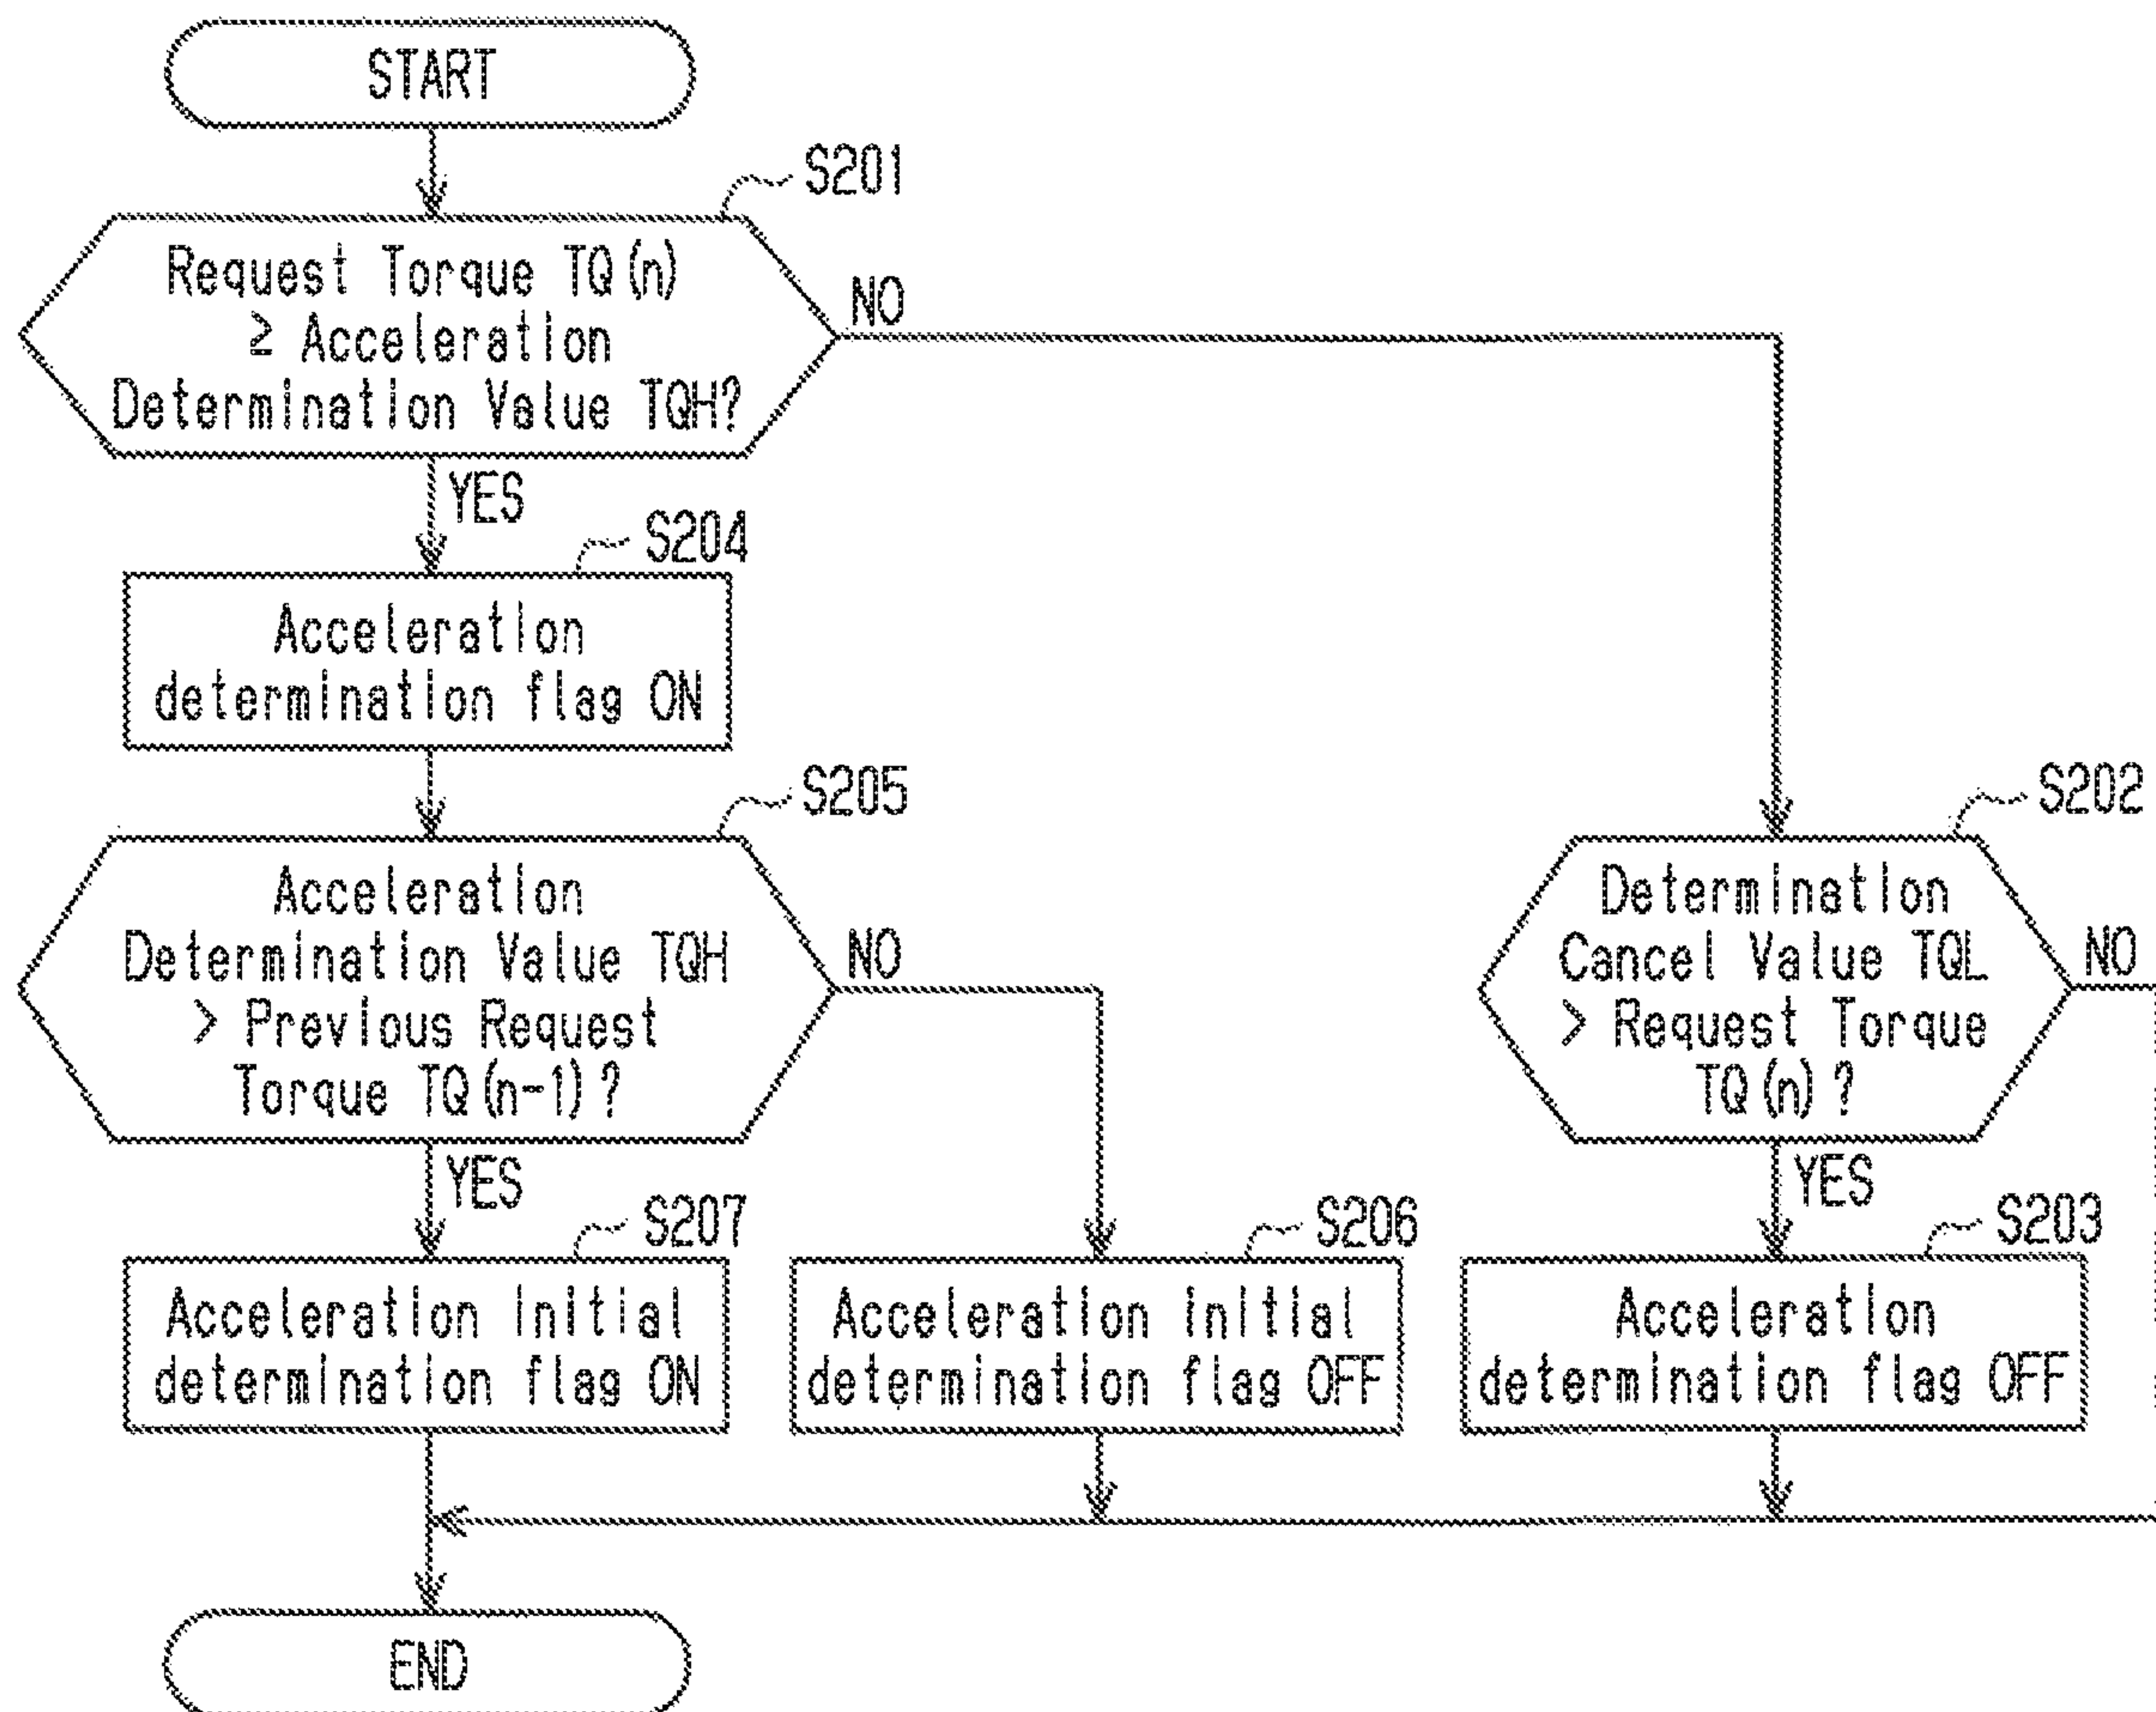 START
S201
Request Torque TQ(n)
≥ Acceleration
Determination Value TQH?
NO
YES
S204
Acceleration
determination flag ON
S205
Acceleration
Determination Value TQH
> Previous Request
Torque TQ(n-1)?
NO
YES
S202
Determination
Cancel Value TQL
> Request Torque
TQ(n)?
NO
YES
S207
Acceleration initial
determination flag ON
S206
Acceleration initial
determination flag OFF
S203
Acceleration
determination flag OFF
END